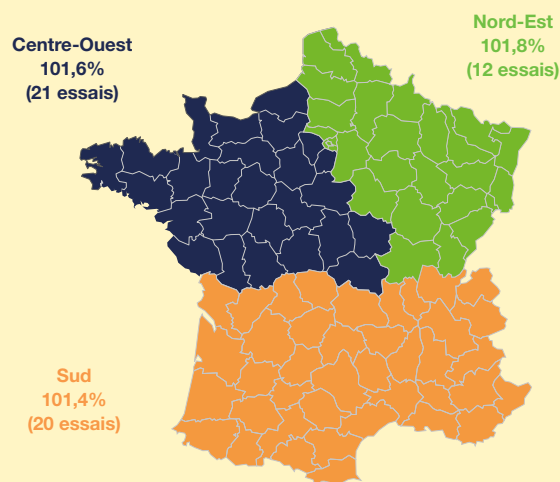 Centre-Ouest
101,6%
(21 essais)
Nord-Est
101,8%
(12 essais)
Sud
101,4%
(20 essais)